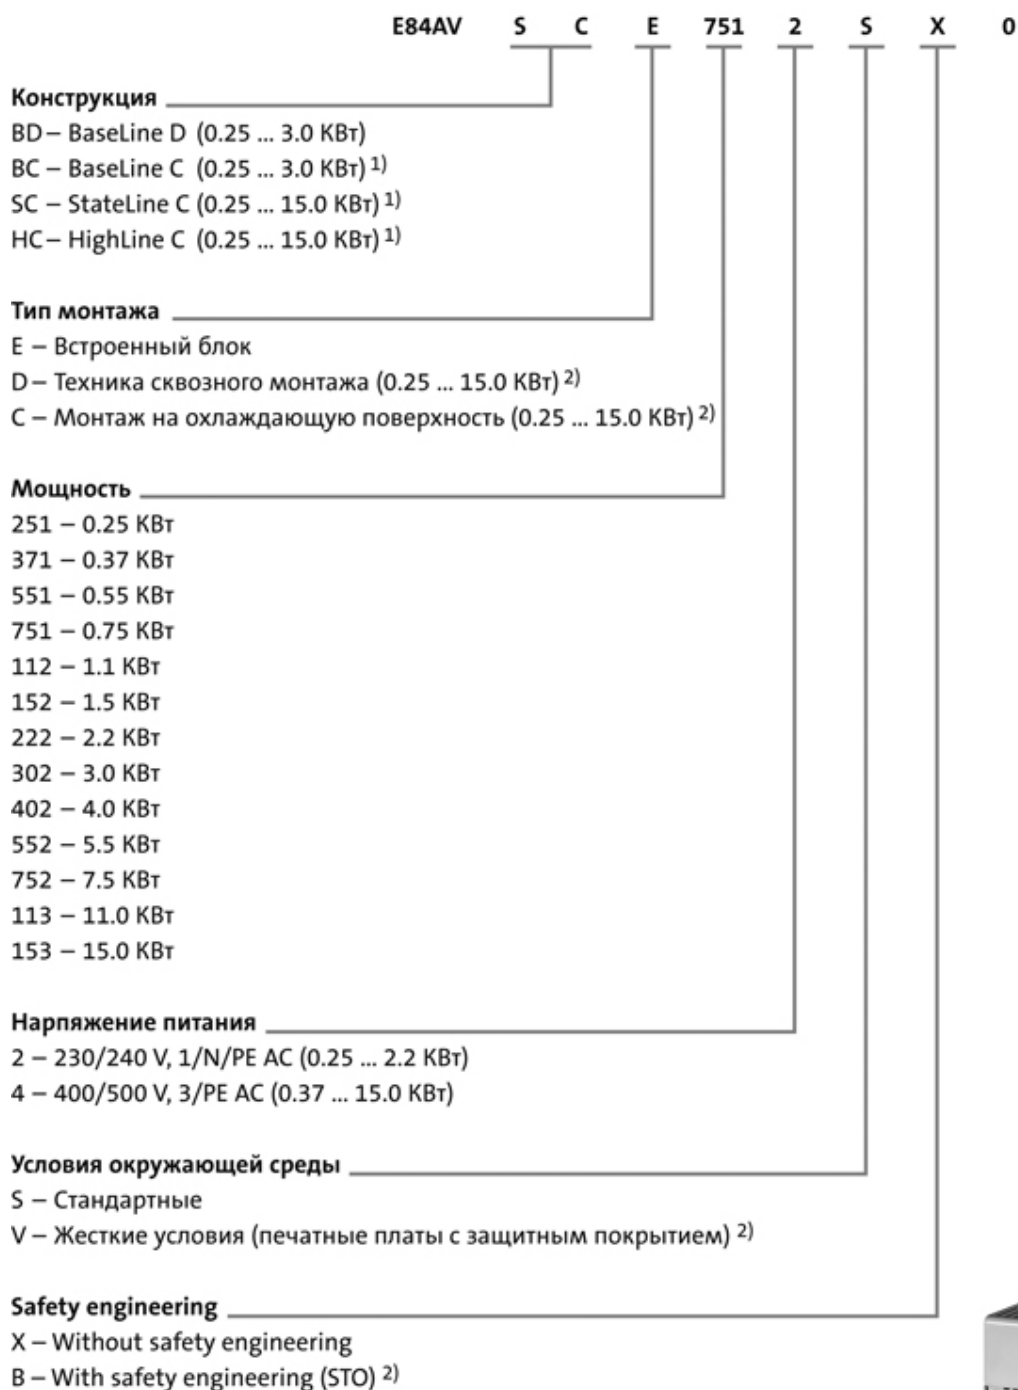 E84AV S C E 751 2 S X 0
Конструкция
BD – BaseLine D (0.25 ... 3.0 КВт)
BC – BaseLine C (0.25 ... 3.0 КВт) 1)
SC – StateLine C (0.25 ... 15.0 КВт) 1)
HC – HighLine C (0.25 ... 15.0 КВт) 1)
Тип монтажа
E – Встроенный блок
D – Техника сквозного монтажа (0.25 ... 15.0 КВт) 2)
C – Монтаж на охлаждающую поверхность (0.25 ... 15.0 КВт) 2)
Мощность
251 – 0.25 КВт
371 – 0.37 КВт
551 – 0.55 КВт
751 – 0.75 КВт
112 – 1.1 КВт
152 – 1.5 КВт
222 – 2.2 КВт
302 – 3.0 КВт
402 – 4.0 КВт
552 – 5.5 КВт
752 – 7.5 КВт
113 – 11.0 КВт
153 – 15.0 КВт
Нарпяжение питания
2 – 230/240 V, 1/N/PE AC (0.25 ... 2.2 КВт)
4 – 400/500 V, 3/PE AC (0.37 ... 15.0 КВт)
Условия окружающей среды
S – Стандартные
V – Жесткие условия (печатные платы с защитным покрытием) 2)
Safety engineering
X – Without safety engineering
B – With safety engineering (STO) 2)